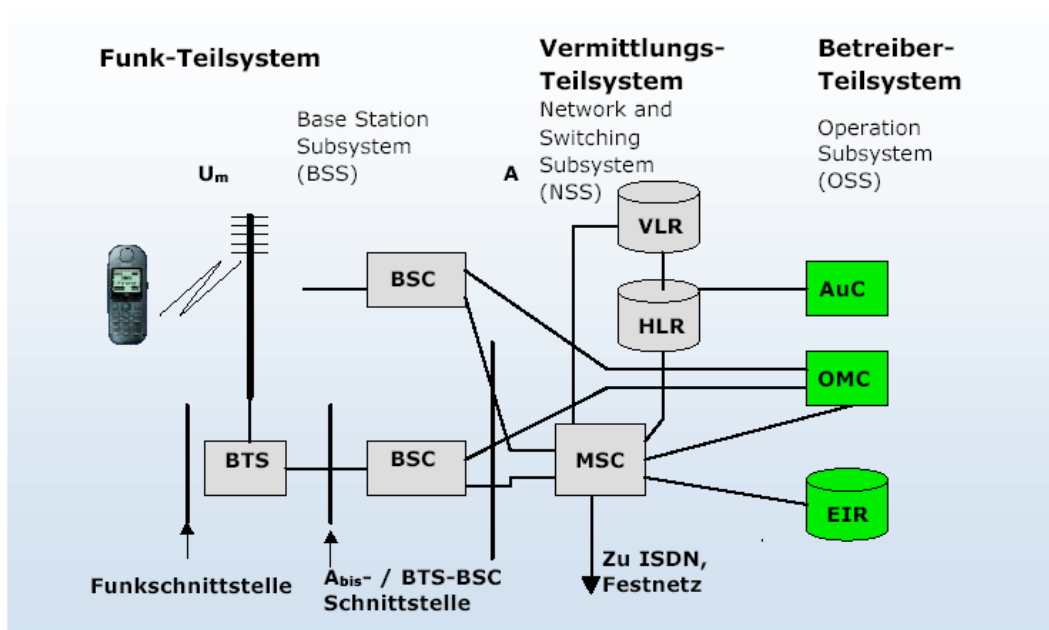 Funk-Teilsystem
Vermittlungs-
Teilsystem
Network and
Switching
Subsystem
(NSS)
Betreiber-
Teilsystem
Operation
Subsystem
(OSS)
Base Station
Subsystem
(BSS)
Um
A
VLR
BSC
HLR
AuC
OMC
BTS
BSC
MSC
EIR
Funkschnittstelle
Abis- / BTS-BSC
Schnittstelle
Zu ISDN,
Festnetz